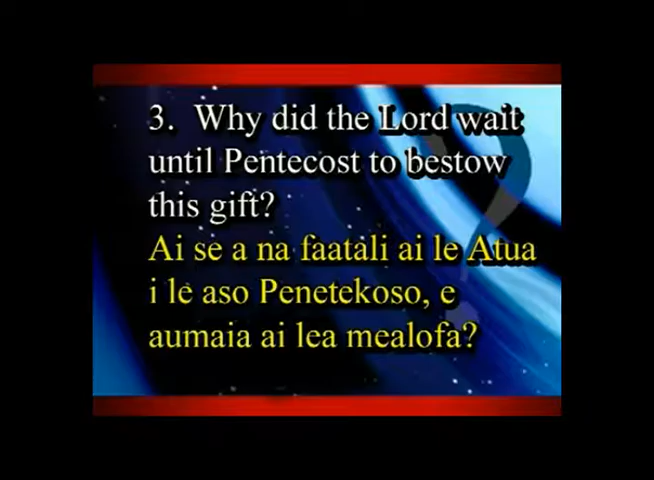 3. Why did the Lord wait
until Pentecost to bestow
this gift?
Ai se a na faatali ai le Atua
i le aso Penetekoso, e
aumaia ai lea mealofa?